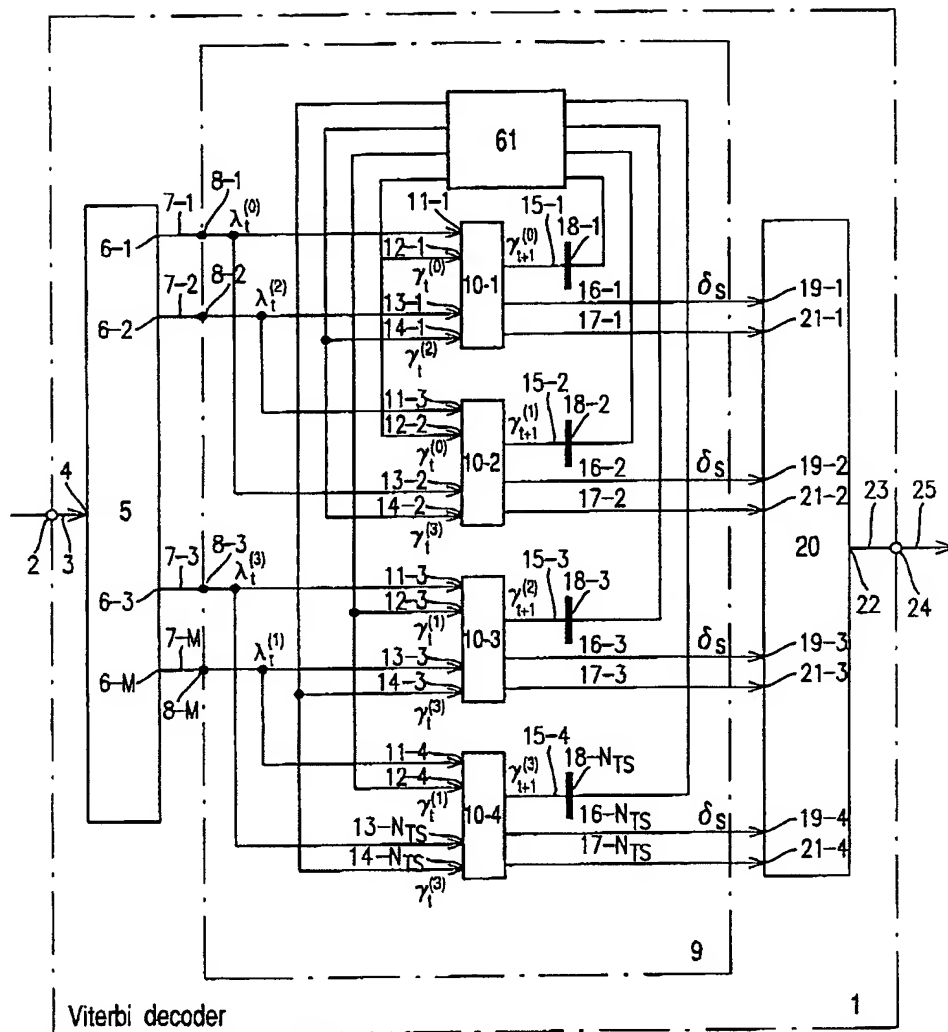 61
7-1
8-1
λt(0)
11-1
15-1
18-1
6-1
12-1
γt+1(0)
7-2
8-2
λt(2)
γt(0)
10-1
16-1
δS
19-1
13-1
6-2
14-1
17-1
21-1
γt(2)
15-2
11-3
γt+1(1)
18-2
12-2
γt(0)
10-2
16-2
δS
19-2
4
13-2
17-2
21-2
23
25
14-2
2
3
5
γt(3)
20
7-3
8-3
λt(3)
11-3
15-3
22
24
γt+1(2)
18-3
12-3
6-3
γt(1)
10-3
16-3
δS
19-3
7-M
λt(1)
13-3
17-3
21-3
6-M
14-3
8-M
γt(3)
15-4
11-4
γt+1(3)
18-NTS
12-4
γt(1)
10-4
16-NTS
δS
19-4
13-NTS
17-NTS
21-4
14-NTS
γt(3)
9
Viterbi decoder
1